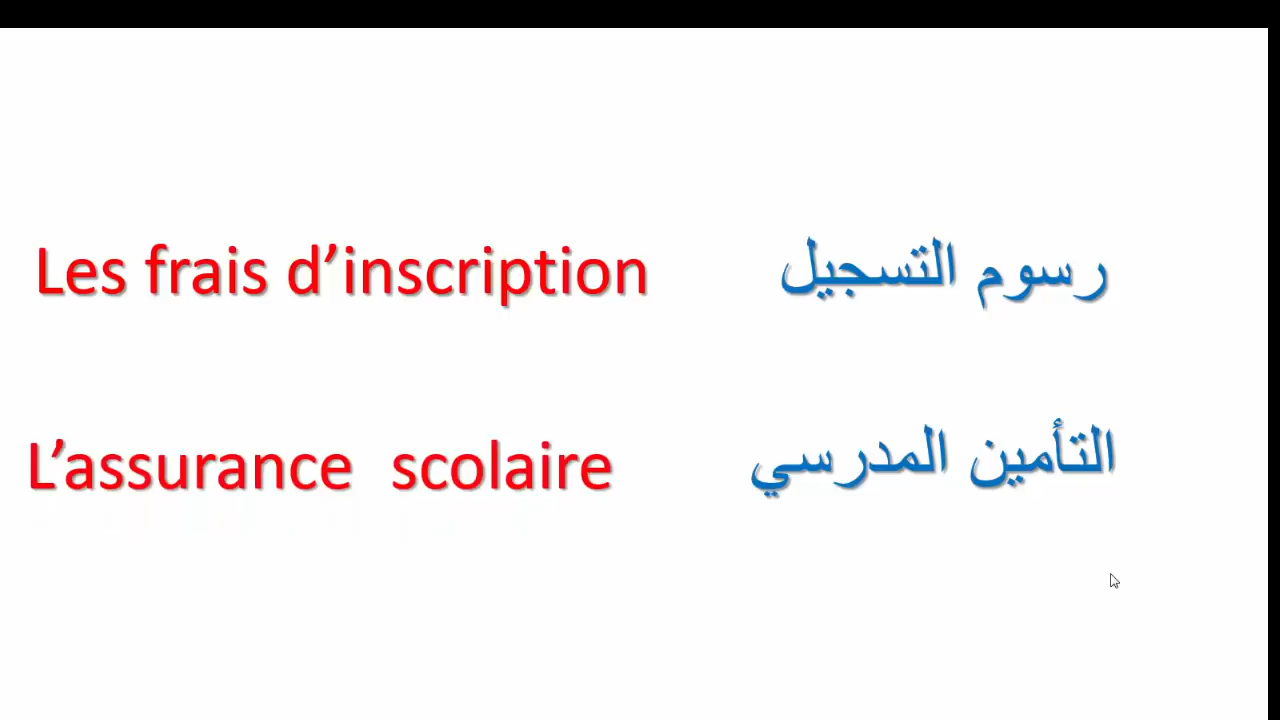 Les frais d’inscription رسوم التسجيل
L’assurance scolaire التأمين المدرسي